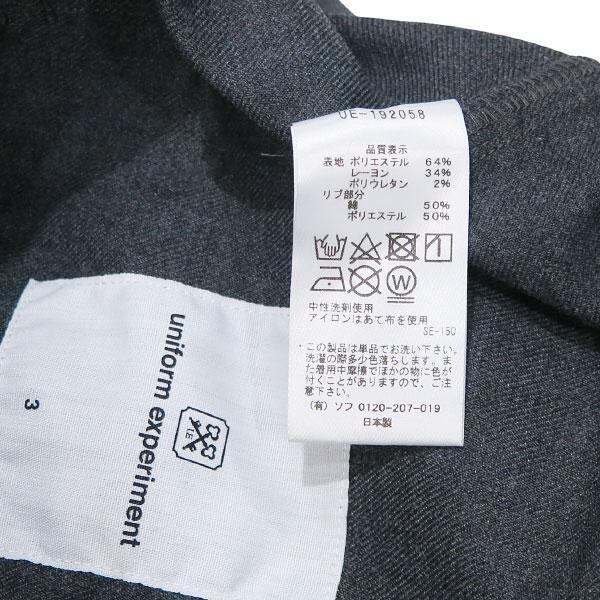 UE-192058
品質表示
表地 ポリエステル 64%
レーヨン 34%
ポリウレタン 2%
リブ部分
綿 50%
ポリエステル 50%
中性洗剤使用
アイロンはあて布を使用
SE-150
・この製品は単品でお洗い下さい。
洗濯の際多少色落ちします。ま
た着用中摩擦でほかの物に色が
付くことがありますので、ご注
意下さい。
(有) ソフ 0120-207-019
日本製
uniform experiment
U.E
3